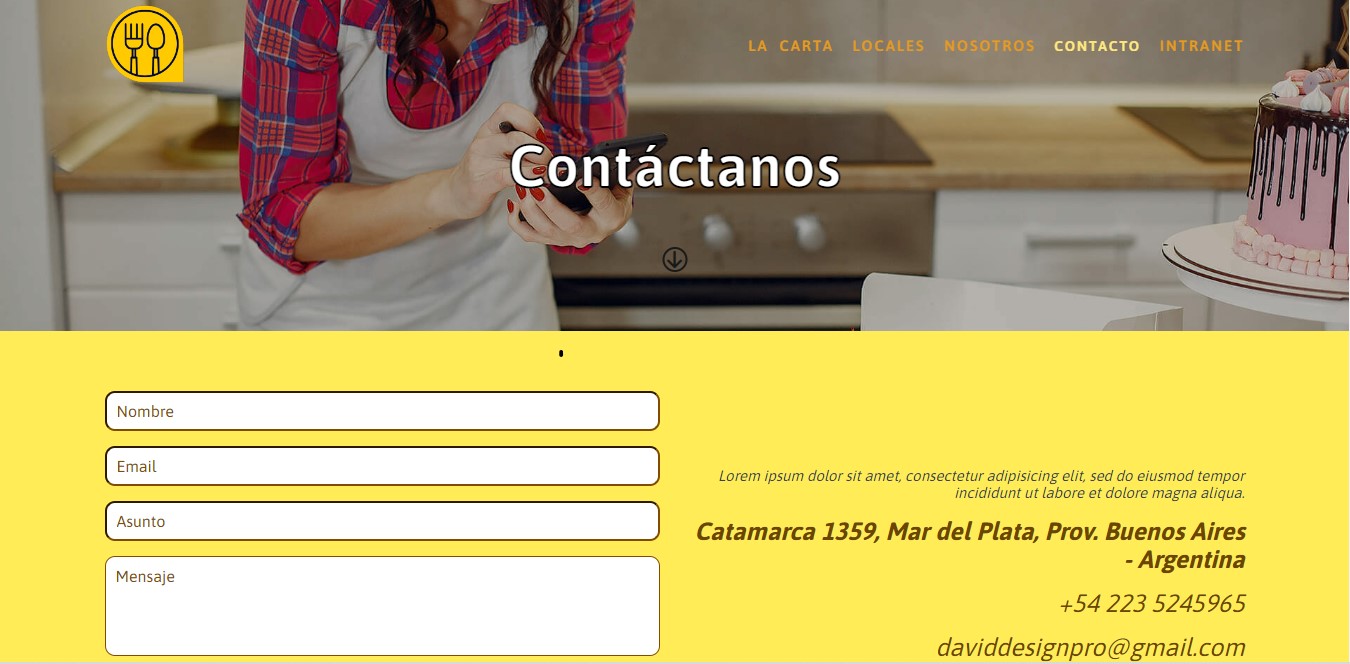 LA CARTA LOCALES NOSOTROS CONTACTO INTRANET
Contáctanos
Nombre
Email
Asunto
Mensaje
Lorem ipsum dolor sit amet, consectetur adipisicing elit, sed do eiusmod tempor
incididunt ut labore et dolore magna aliqua.
Catamarca 1359, Mar del Plata, Prov. Buenos Aires
- Argentina
+54 223 5245965
daviddesignpro@gmail.com